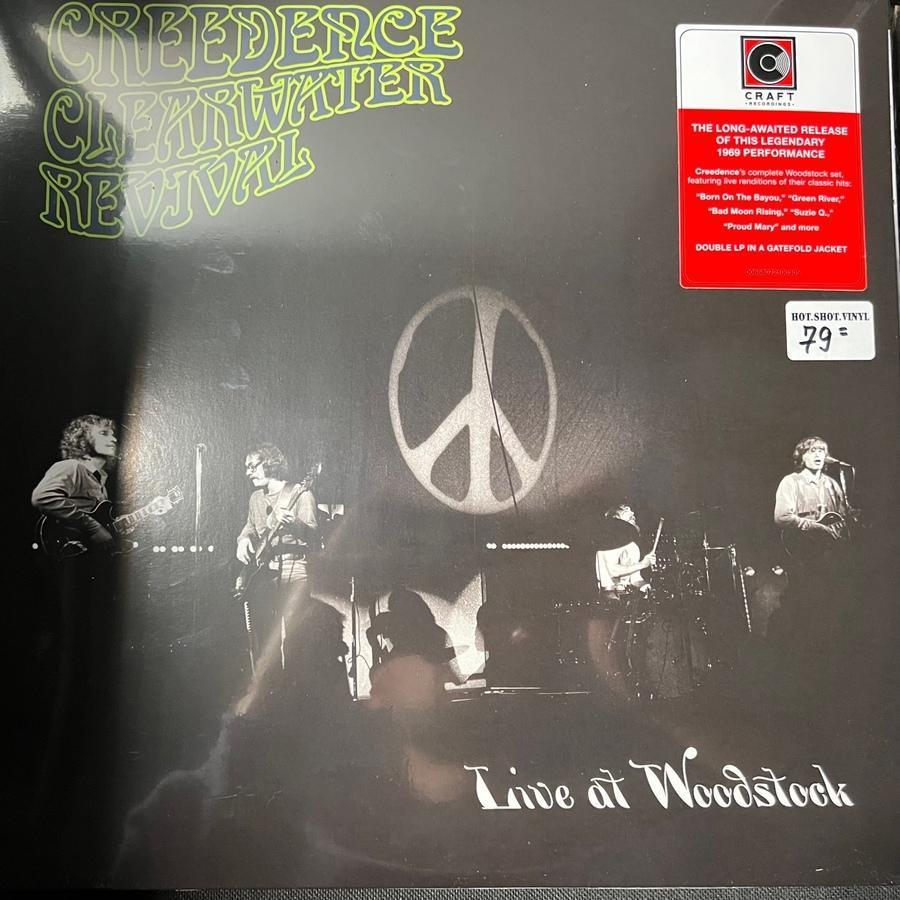 CREEDENCE
CLEARWATER
REVIVAL
CRAFT
RECORDINGS
THE LONG-AWAITED RELEASE
OF THIS LEGENDARY
1969 PERFORMANCE
Creedence's complete Woodstock set,
featuring live renditions of their classic hits:
"Born On The Bayou," "Green River,"
"Bad Moon Rising," "Suzie Q.,"
"Proud Mary" and more
DOUBLE LP IN A GATEFOLD JACKET
HOT.SHOT.VINYL
79=
Live at Woodstock